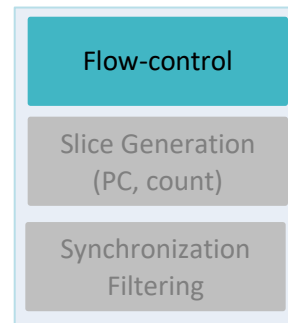 Flow-control
Slice Generation
(PC, count)
Synchronization
Filtering